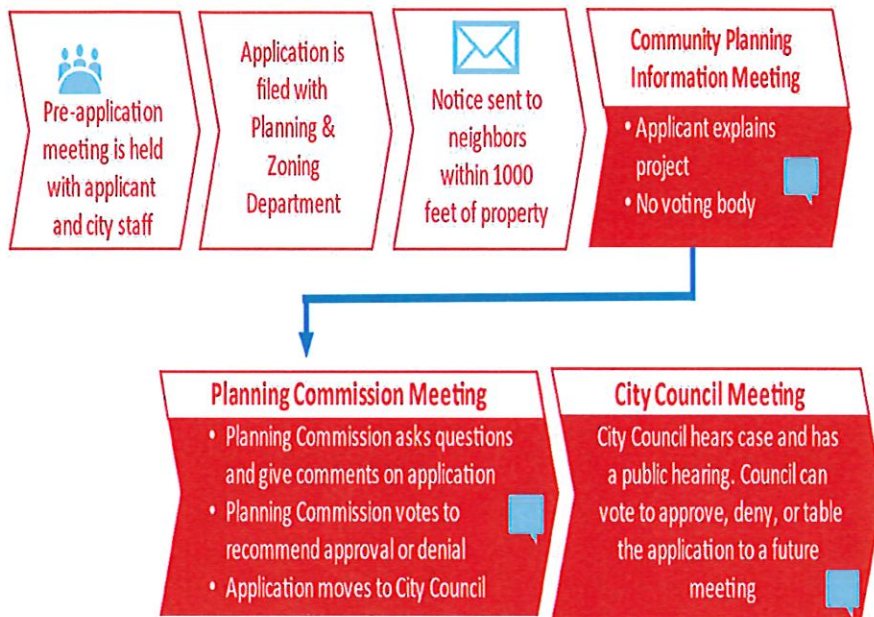 Pre-application
meeting is held
with applicant
and city staff
Application is
filed with
Planning &
Zoning
Department
Notice sent to
neighbors
within 1000
feet of property
Community Planning
Information Meeting
• Applicant explains
project
• No voting body
Planning Commission Meeting
• Planning Commission asks questions
and give comments on application
• Planning Commission votes to
recommend approval or denial
• Application moves to City Council
City Council Meeting
City Council hears case and has
a public hearing. Council can
vote to approve, deny, or table
the application to a future
meeting